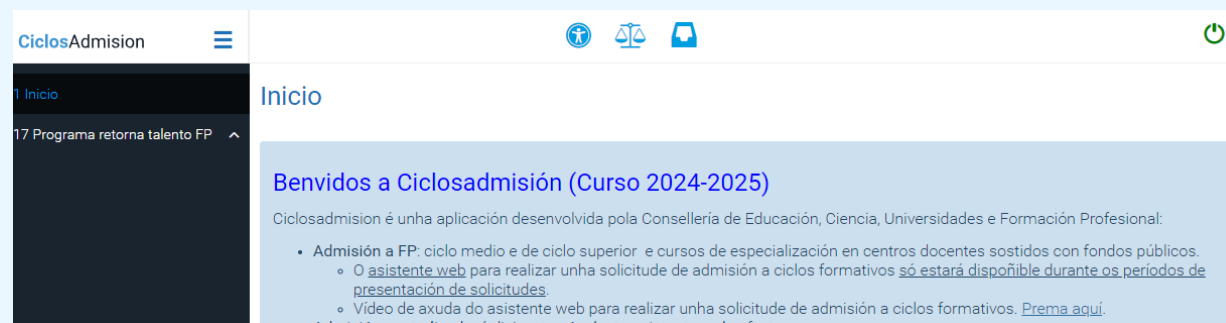 CiclosAdmision
1 Inicio
17 Programa retorna talento FP
Inicio
Benvidos a Ciclosadmisión (Curso 2024-2025)
Ciclosadmision é unha aplicación desenvolvida pola Consellería de Educación, Ciencia, Universidades e Formación Profesional:
• Admisión a FP: ciclo medio e de ciclo superior e cursos de especialización en centros docentes sostidos con fondos públicos.
◦ O asistente web para realizar unha solicitude de admisión a ciclos formativos só estará dispoñible durante os períodos de
presentación de solicitudes.
◦ Vídeo de axuda do asistente web para realizar unha solicitude de admisión a ciclos formativos. Prema aquí.